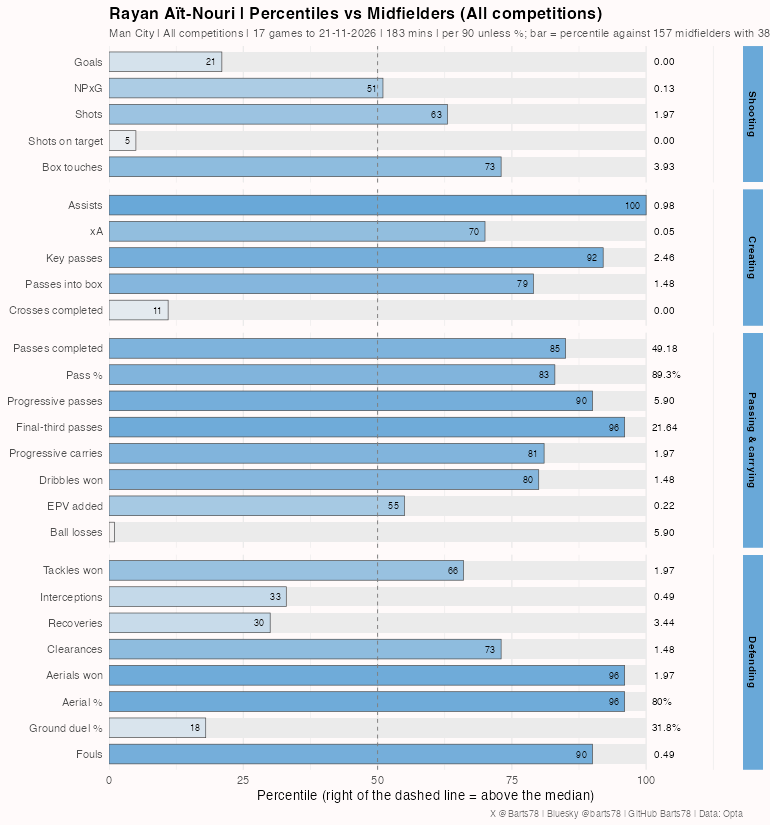 Rayan Aït-Nouri | Percentiles vs Midfielders (All competitions)
Man City | All competitions | 17 games to 21-11-2026 | 183 mins | per 90 unless %; bar = percentile against 157 midfielders with 38
Goals 21 0.00
NPxG 51 0.13
Shots 63 1.97
Shots on target 5 0.00
Box touches 73 3.93
Shooting
Assists 100 0.98
xA 70 0.05
Key passes 92 2.46
Passes into box 79 1.48
Crosses completed 11 0.00
Creating
Passes completed 85 49.18
Pass % 83 89.3%
Progressive passes 90 5.90
Final-third passes 96 21.64
Progressive carries 81 1.97
Dribbles won 80 1.48
EPV added 55 0.22
Ball losses 5.90
Passing & carrying
Tackles won 66 1.97
Interceptions 33 0.49
Recoveries 30 3.44
Clearances 73 1.48
Aerials won 96 1.97
Aerial % 96 80%
Ground duel % 18 31.8%
Fouls 90 0.49
Defending
0 25 50 75 100
Percentile (right of the dashed line = above the median)
X @Barts78 | Bluesky @barts78 | GitHub Barts78 | Data: Opta